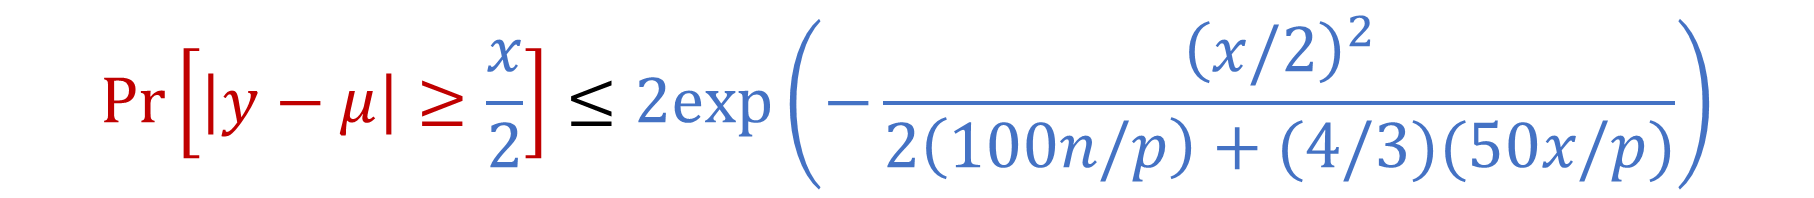 Pr[|y − μ| ≥ x/2] ≤ 2exp(−(x/2)²/(2(100n/p) + (4/3)(50x/p)))